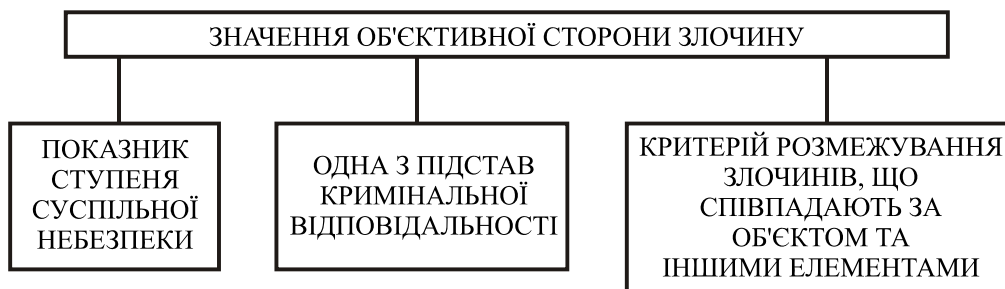 ЗНАЧЕННЯ ОБ'ЄКТИВНОЇ СТОРОНИ ЗЛОЧИНУ
ПОКАЗНИК
СТУПЕНЯ
СУСПІЛЬНОЇ
НЕБЕЗПЕКИ
ОДНА З ПІДСТАВ
КРИМІНАЛЬНОЇ
ВІДПОВІДАЛЬНОСТІ
КРИТЕРІЙ РОЗМЕЖУВАННЯ
ЗЛОЧИНІВ, ЩО
СПІВПАДАЮТЬ ЗА
ОБ'ЄКТОМ ТА
ІНШИМИ ЕЛЕМЕНТАМИ